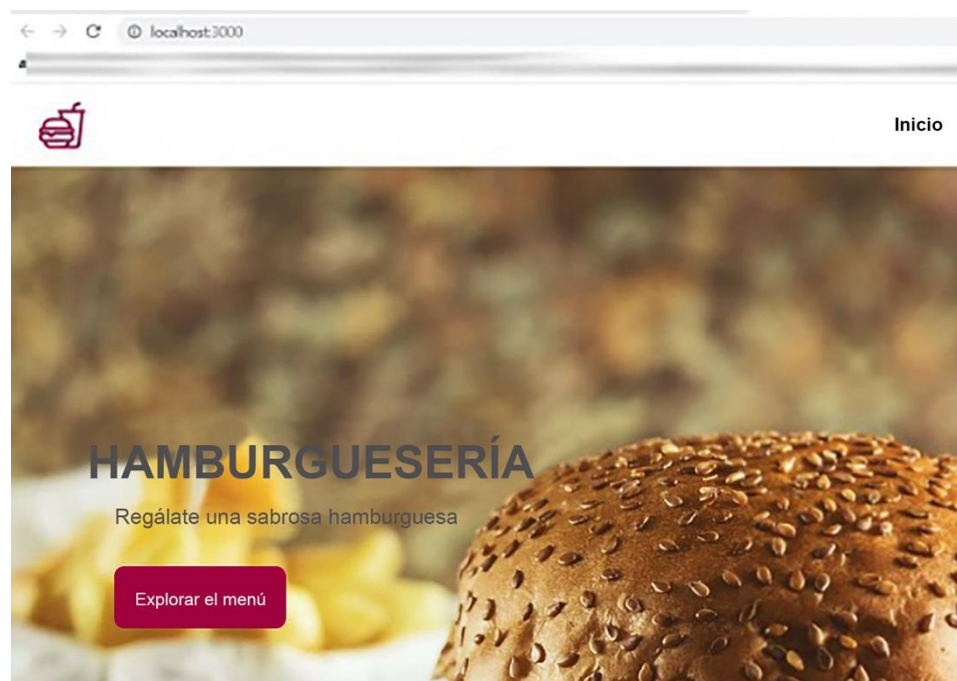 localhost:3000
Inicio
HAMBURGUESERÍA
Regálate una sabrosa hamburguesa
Explorar el menú